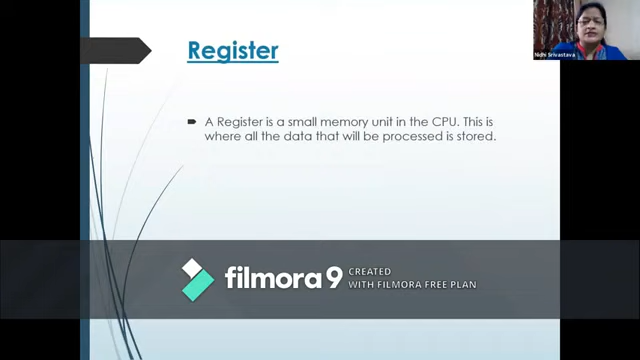 Register
Nidhi Srivastava
A Register is a small memory unit in the CPU. This is
where all the data that will be processed is stored.
filmora9
CREATED
WITH FILMORA FREE PLAN